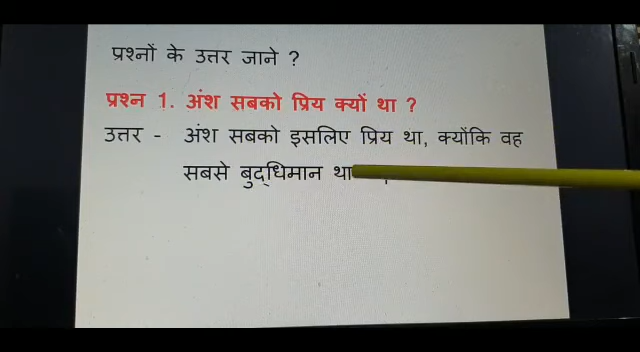 प्रश्नों के उत्तर जाने ?
प्रश्न 1. अंश सबको प्रिय क्यों था ?
उत्तर - अंश सबको इसलिए प्रिय था, क्योंकि वह
सबसे बुद्धिमान था